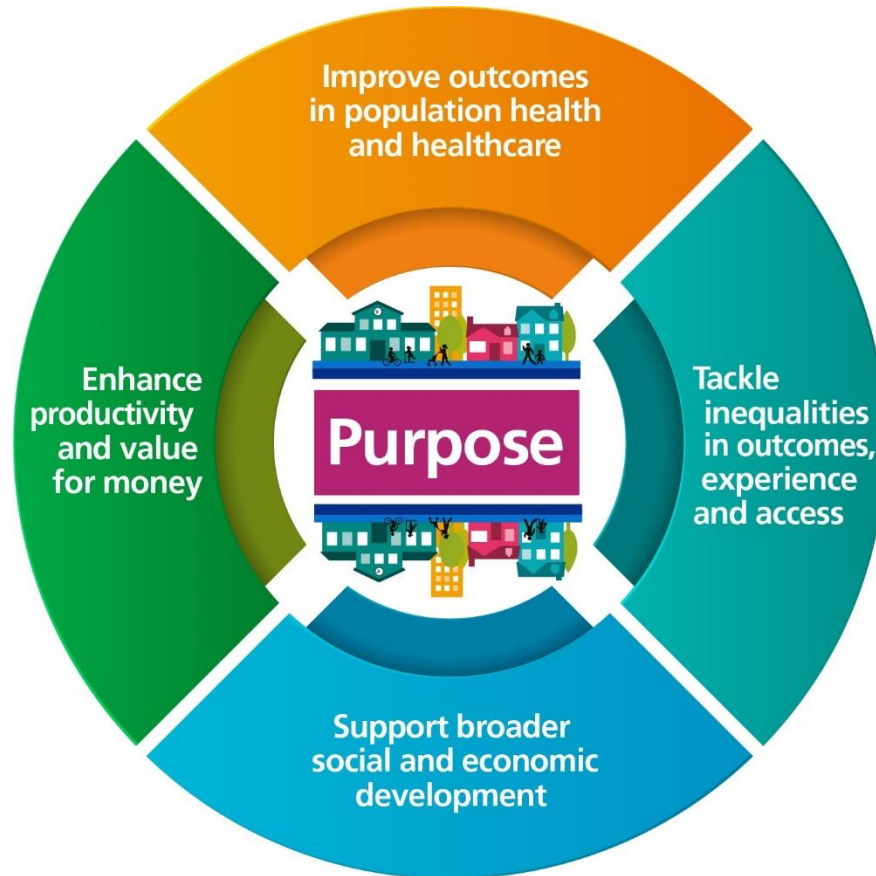 Improve outcomes
in population health
and healthcare
Tackle
inequalities
in outcomes,
experience
and access
Support broader
social and economic
development
Enhance
productivity
and value
for money
Purpose